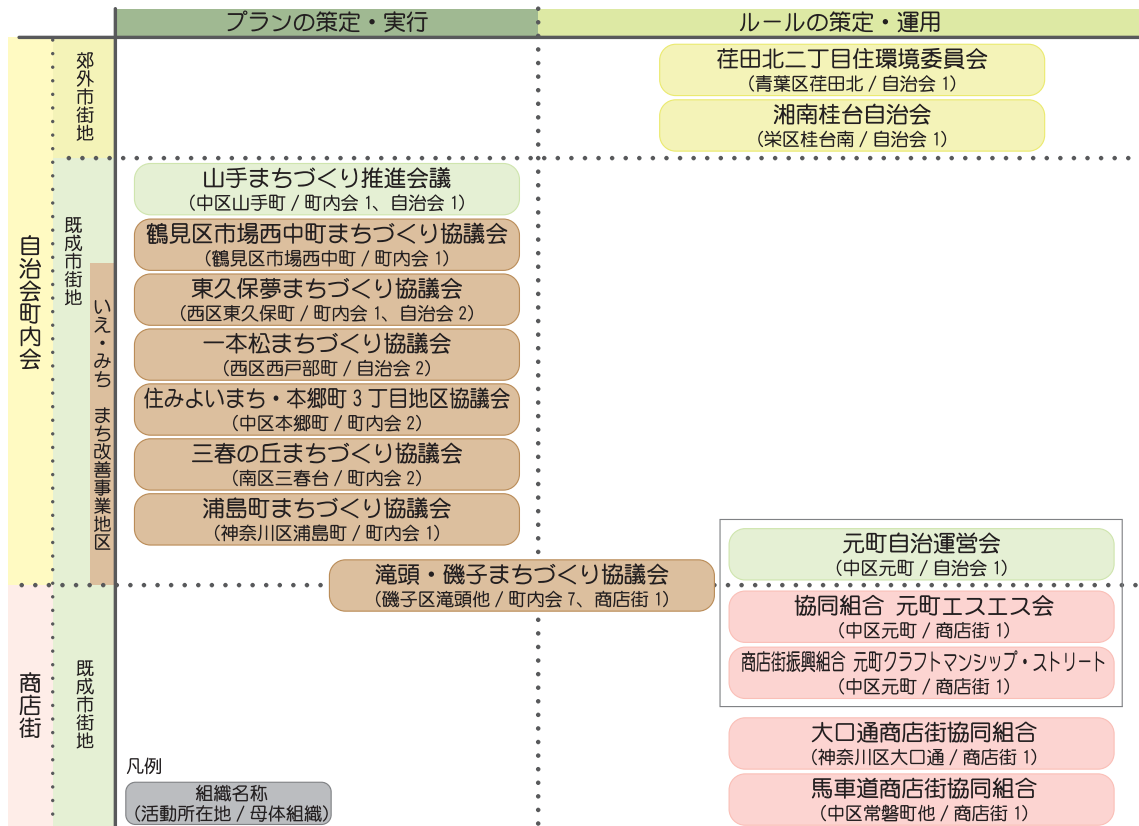 プランの策定・実行
ルールの策定・運用
自治会町内会
郊外市街地
荏田北二丁目住環境委員会
(青葉区荏田北 / 自治会 1)
湘南桂台自治会
(栄区桂台南 / 自治会 1)
既成市街地
いえ・みち まち改善事業地区
山手まちづくり推進会議
(中区山手町 / 町内会 1、自治会 1)
鶴見区市場西中町まちづくり協議会
(鶴見区市場西中町 / 町内会 1)
東久保夢まちづくり協議会
(西区東久保町 / 町内会 1、自治会 2)
一本松まちづくり協議会
(西区西戸部町 / 自治会 2)
住みよいまち・本郷町 3 丁目地区協議会
(中区本郷町 / 町内会 2)
三春の丘まちづくり協議会
(南区三春台 / 町内会 2)
浦島町まちづくり協議会
(神奈川区浦島町 / 町内会 1)
滝頭・磯子まちづくり協議会
(磯子区滝頭他 / 町内会 7、商店街 1)
元町自治運営会
(中区元町 / 自治会 1)
商店街
既成市街地
協同組合 元町エスエス会
(中区元町 / 商店街 1)
商店街振興組合 元町クラフトマンシップ・ストリート
(中区元町 / 商店街 1)
大口通商店街協同組合
(神奈川区大口通 / 商店街 1)
馬車道商店街協同組合
(中区常磐町他 / 商店街 1)
凡例
組織名称
(活動所在地 / 母体組織)